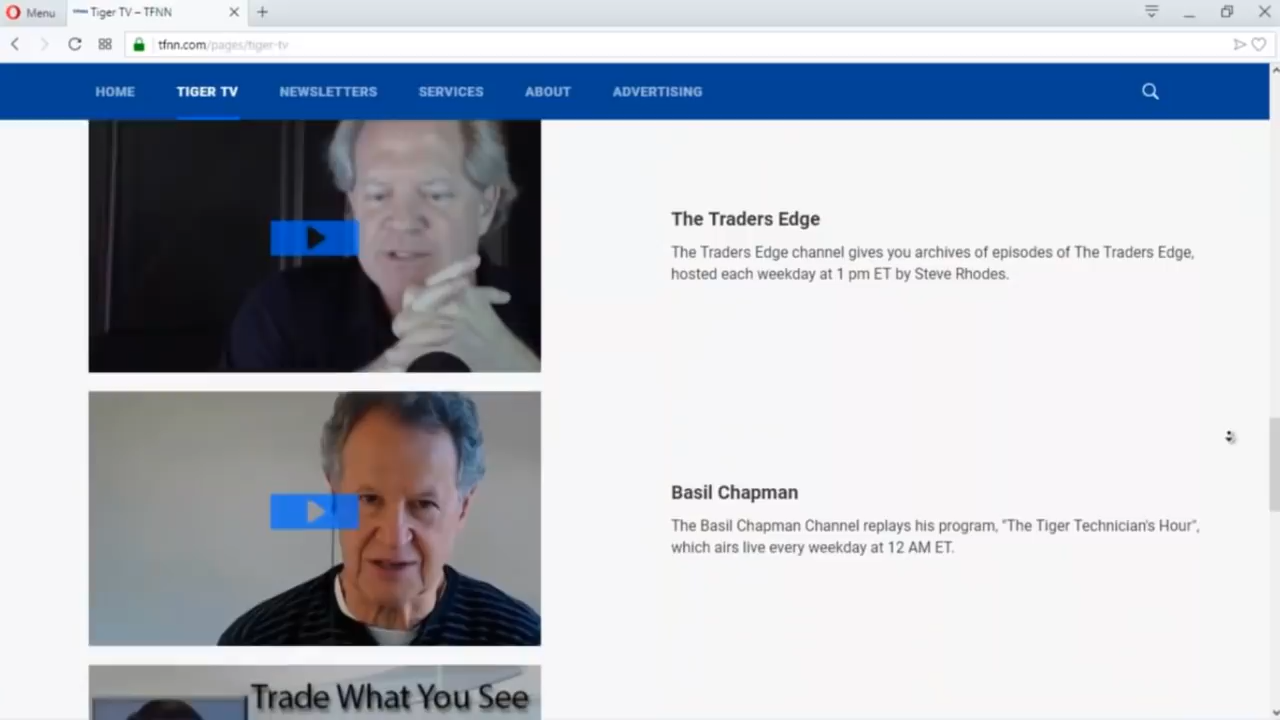 Menu
Tiger TV – TFNN
tfnn.com/pages/tiger-tv
HOME TIGER TV NEWSLETTERS SERVICES ABOUT ADVERTISING
The Traders Edge
The Traders Edge channel gives you archives of episodes of The Traders Edge,
hosted each weekday at 1 pm ET by Steve Rhodes.
Basil Chapman
The Basil Chapman Channel replays his program, "The Tiger Technician's Hour",
which airs live every weekday at 12 AM ET.
Trade What You See